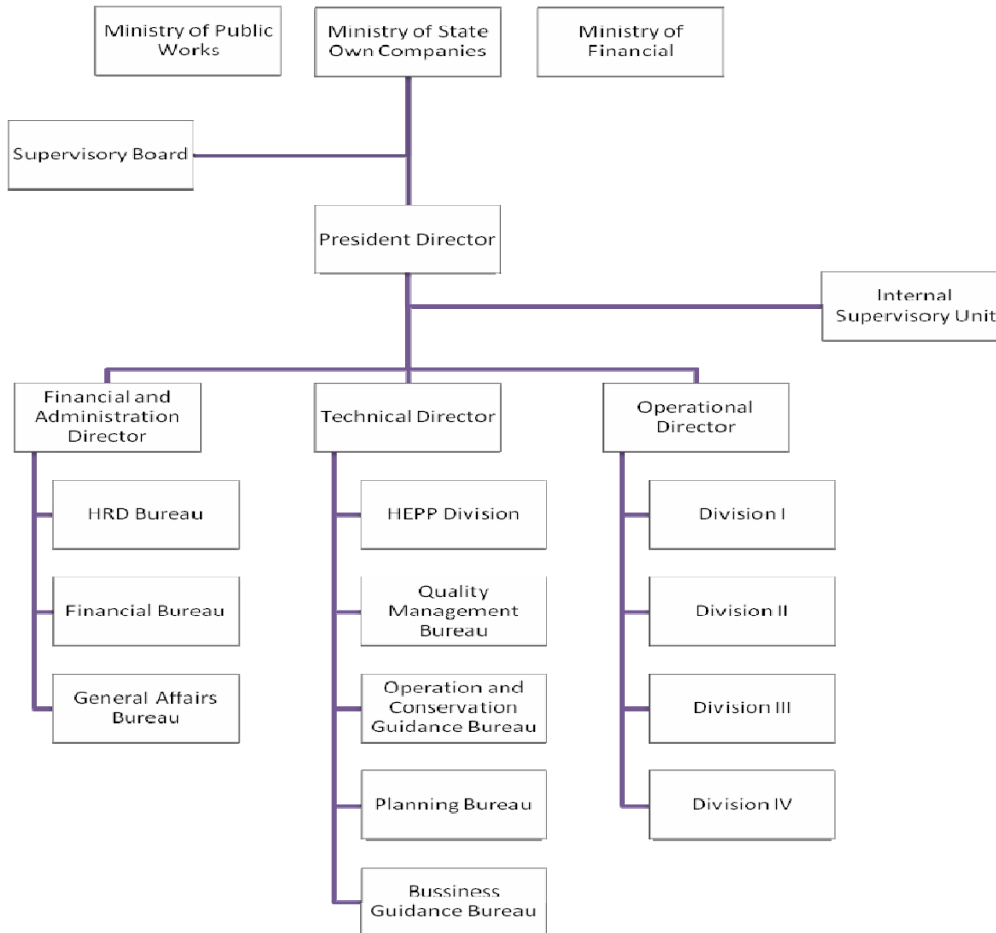 Ministry of Public
Works
Ministry of State
Own Companies
Ministry of
Financial
Supervisory Board
President Director
Internal
Supervisory Unit
Financial and
Administration
Director
Technical Director
Operational
Director
HRD Bureau
Financial Bureau
General Affairs
Bureau
HEPP Division
Quality
Management
Bureau
Operation and
Conservation
Guidance Bureau
Planning Bureau
Bussiness
Guidance Bureau
Division I
Division II
Division III
Division IV